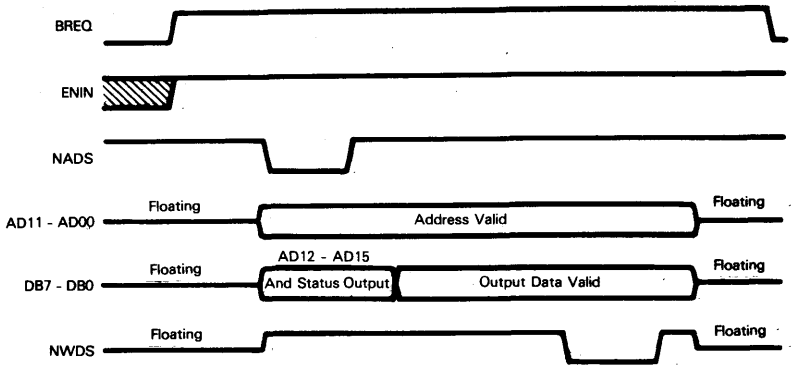 BREQ
ENIN
NADS
AD11 - AD00
Floating
Address Valid
Floating
AD12 - AD15
DB7 - DB0
Floating
And Status Output
Output Data Valid
Floating
NWDS
Floating
Floating